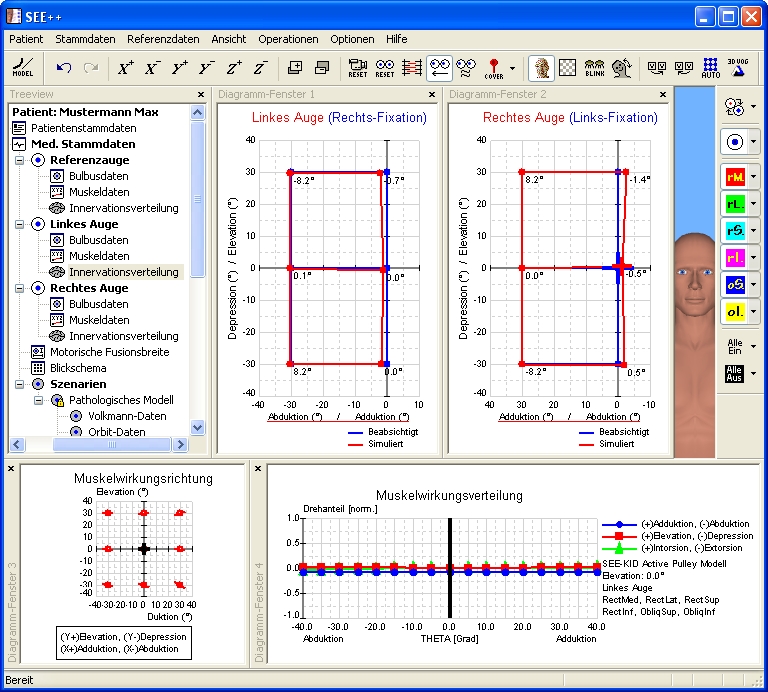 SEE++
Patient Stammdaten Referenzdaten Ansicht Operationen Optionen Hilfe
MODEL X+ X- Y+ Y- Z+ Z- RESET RESET COVER BLINK AUTO 3D VOG
Treeview
Patient: Mustermann Max
Patientenstammdaten
Med. Stammdaten
Referenzauge
Bulbusdaten
Muskeldaten
Innervationsverteilung
Linkes Auge
Bulbusdaten
Muskeldaten
Innervationsverteilung
Rechtes Auge
Bulbusdaten
Muskeldaten
Innervationsverteilung
Motorische Fusionsbreite
Blickschema
Szenarien
Pathologisches Modell
Volkmann-Daten
Orbit-Daten
Diagramm-Fenster 1
Linkes Auge (Rechts-Fixation)
Depression (°) / Elevation (°)
40
30
20
10
0
-10
-20
-30
-40
-8.2° -0.7°
0.1° 0.0°
8.2° 0.0°
-40 -30 -20 -10 0 10
Abduktion (°) / Adduktion (°)
Beabsichtigt
Simuliert
Diagramm-Fenster 2
Rechtes Auge (Links-Fixation)
Depression (°) / Elevation (°)
40
30
20
10
0
-10
-20
-30
-40
8.2° -1.4°
0.0° -0.5°
-8.2° 0.5°
40 30 20 10 0 -10
Adduktion (°) / Abduktion (°)
Beabsichtigt
Simuliert
rM.
rL.
rS.
rI.
oS.
oI.
Alle
Ein
Alle
Aus
Diagramm-Fenster 3
Muskelwirkungsrichtung
Elevation (°)
40
30
20
10
0
-10
-20
-30
-40
-40 -30 -20 -10 0 10 20 30 40
Duktion (°)
(Y+)Elevation, (Y-)Depression
(X+)Adduktion, (X-)Abduktion
Diagramm-Fenster 4
Muskelwirkungsverteilung
Drehanteil [norm.]
1.0
0.5
0.0
-0.5
-1.0
-40.0 -30.0 -20.0 -10.0 0.0 10.0 20.0 30.0 40.0
Abduktion THETA [Grad] Adduktion
(+)Adduktion, (-)Abduktion
(+)Elevation, (-)Depression
(+)Intorsion, (-)Extorsion
SEE-KID Active Pulley Modell
Elevation: 0.0°
Linkes Auge
RectMed, RectLat, RectSup
RectInf, ObliqSup, ObliqInf
Bereit